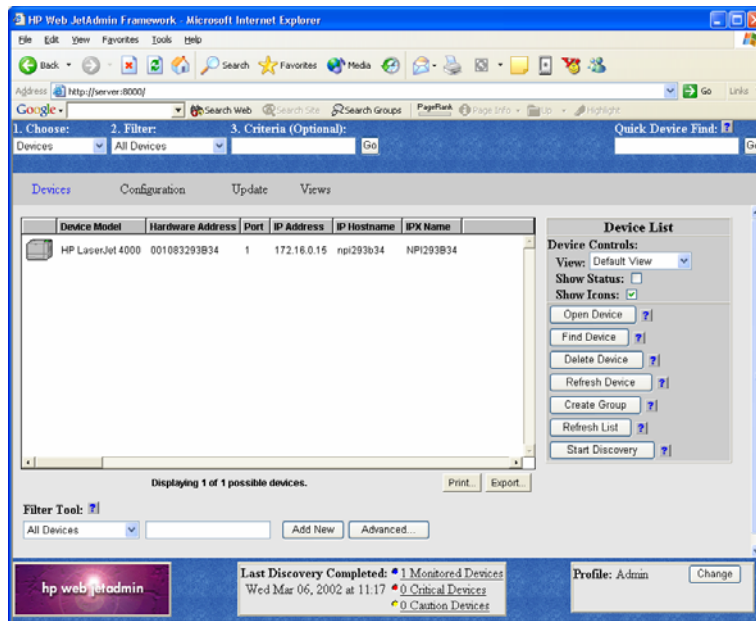 HP Web JetAdmin Framework - Microsoft Internet Explorer
File Edit View Favorites Tools Help
Back Search Favorites Media
Address http://server:8000/ Go Links
Google Search Web Search Site Search Groups PageRank Page Info Up Highlight
1. Choose: 2. Filter: 3. Criteria (Optional): Quick Device Find: ?
Devices All Devices Go Go
Devices Configuration Update Views
Device Model Hardware Address Port IP Address IP Hostname IPX Name
HP LaserJet 4000 001083293B34 1 172.16.0.15 npi293b34 NPI293B34
Device List
Device Controls:
View: Default View
Show Status:
Show Icons:
Open Device ?
Find Device ?
Delete Device ?
Refresh Device ?
Create Group ?
Refresh List ?
Start Discovery ?
Displaying 1 of 1 possible devices. Print... Export...
Filter Tool: ?
All Devices Add New Advanced...
hp web jetadmin
Last Discovery Completed: 1 Monitored Devices
Wed Mar 06, 2002 at 11:17 0 Critical Devices
0 Caution Devices
Profile: Admin Change